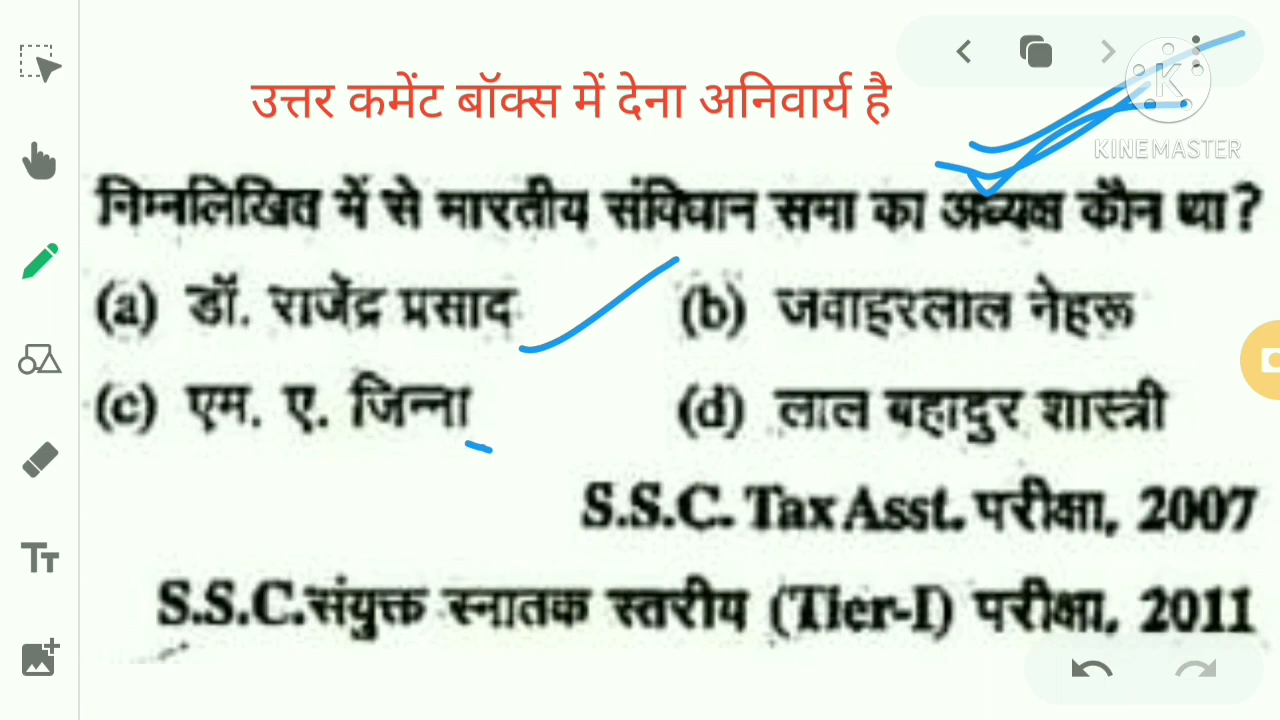 उत्तर कमेंट बॉक्स में देना अनिवार्य है
K
KINEMASTER
निम्नलिखित में से भारतीय संविधान सभा का अध्यक्ष कौन था?
(a) डॉ. राजेंद्र प्रसाद (b) जवाहरलाल नेहरू
(c) एम. ए. जिन्ना (d) लाल बहादुर शास्त्री
S.S.C. Tax Asst. परीक्षा, 2007
S.S.C.संयुक्त स्नातक स्तरीय (Tier-I) परीक्षा, 2011
TT